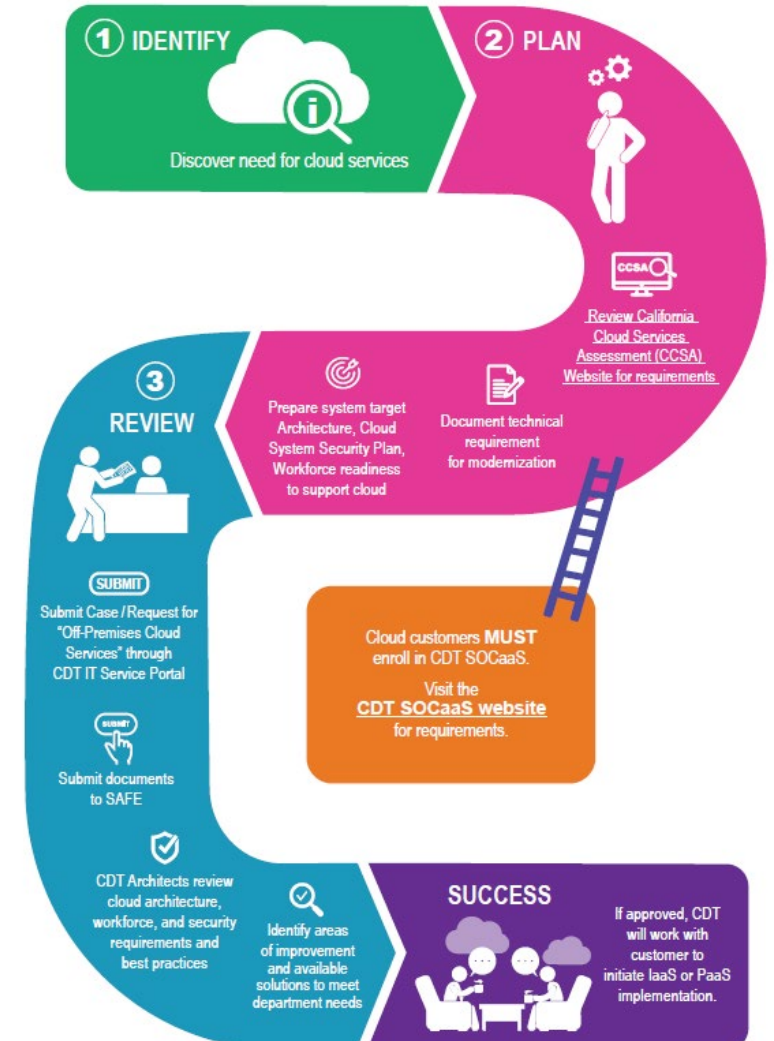 1 IDENTIFY
Discover need for cloud services
2 PLAN
CCSA
Review California
Cloud Services
Assessment (CCSA)
Website for requirements
Document technical
requirement
for modernization
Prepare system target
Architecture, Cloud
System Security Plan,
Workforce readiness
to support cloud
Cloud customers MUST
enroll in CDT SOCaaS.
Visit the
CDT SOCaaS website
for requirements.
3
REVIEW
SUBMIT
Submit Case / Request for
"Off-Premises Cloud
Services" through
CDT IT Service Portal
SUBMIT
Submit documents
to SAFE
CDT Architects review
cloud architecture,
workforce, and security
requirements and
best practices
Identify areas
of improvement
and available
solutions to meet
department needs
SUCCESS
If approved, CDT
will work with
customer to
initiate IaaS or PaaS
implementation.